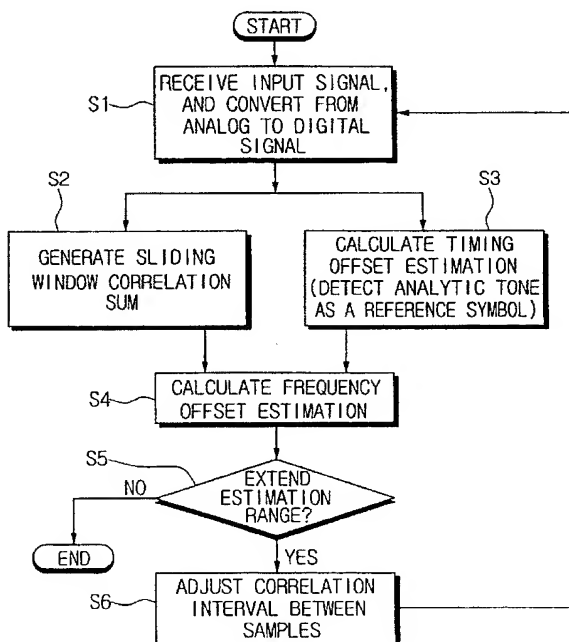 START
S1
RECEIVE INPUT SIGNAL,
AND CONVERT FROM
ANALOG TO DIGITAL
SIGNAL
S2
GENERATE SLIDING
WINDOW CORRELATION
SUM
S3
CALCULATE TIMING
OFFSET ESTIMATION
(DETECT ANALYTIC TONE
AS A REFERENCE SYMBOL)
S4
CALCULATE FREQUENCY
OFFSET ESTIMATION
S5
EXTEND
ESTIMATION
RANGE?
NO
END
YES
S6
ADJUST CORRELATION
INTERVAL BETWEEN
SAMPLES